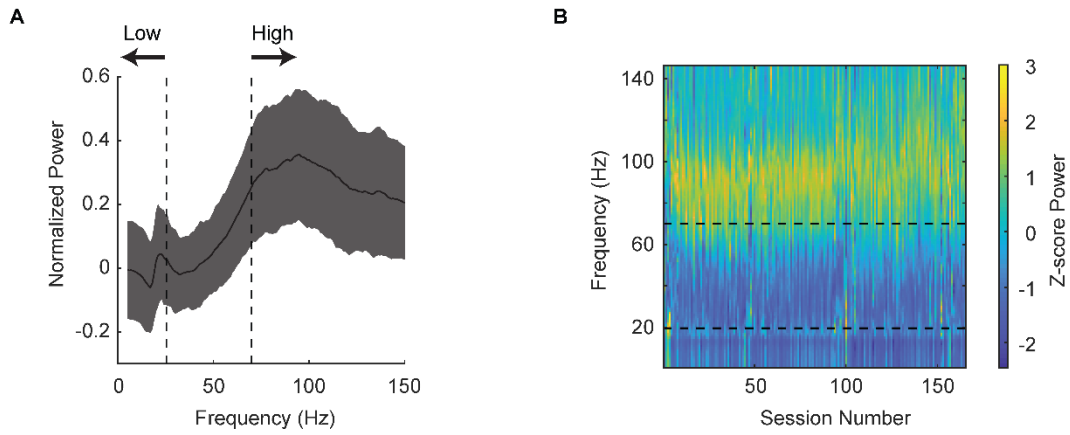 A
Low
High
0.6
0.4
0.2
0
-0.2
Normalized Power
0
50
100
150
Frequency (Hz)
B
140
100
60
20
Frequency (Hz)
50
100
150
Session Number
3
2
1
0
-1
-2
Z-score Power